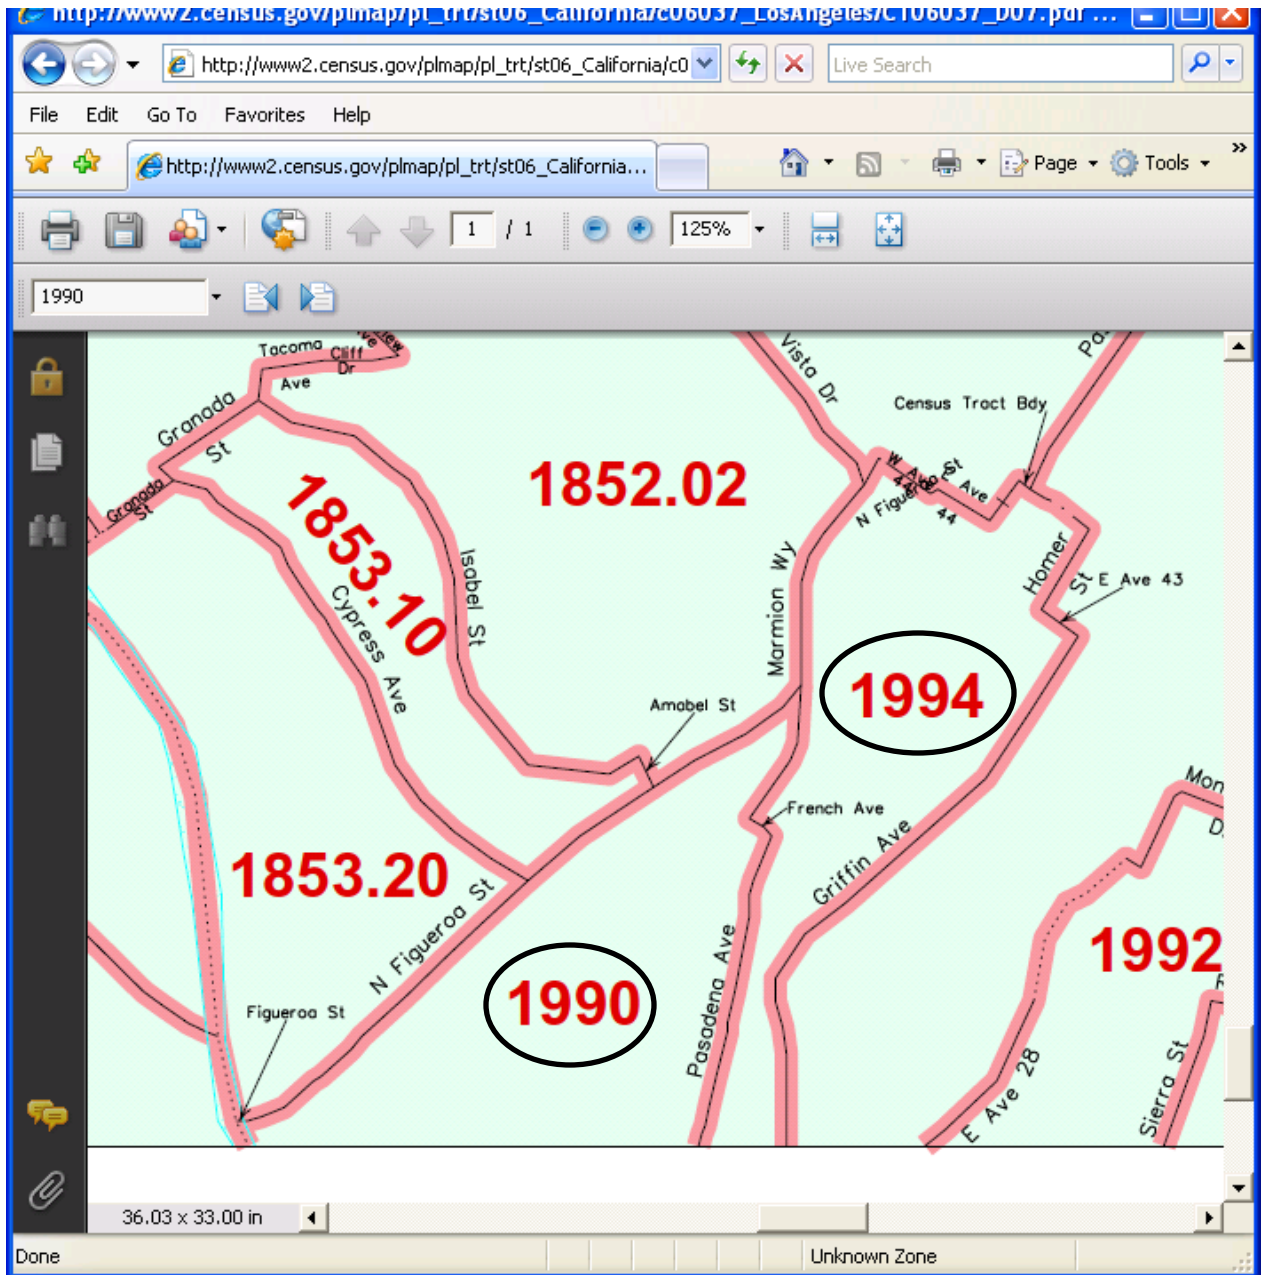 http://www2.census.gov/plmap/pl_trt/st06_California/c06037_LosAngeles/CT06037_D07.pdf ...
http://www2.census.gov/plmap/pl_trt/st06_California/c0
Live Search
File Edit Go To Favorites Help
http://www2.census.gov/plmap/pl_trt/st06_California...
Page Tools »
1 / 1 125%
1990
Tacoma
Cliff
Dr
Ave
Granada
St
Granada
St
Vista Dr
Census Tract Bdy
1852.02
W Ave
44
N Figueroa St
E Ave
44
1853.10
Isabel St
Cypress Ave
Marmion Wy
Homer
St
E Ave 43
1994
Amabel St
French Ave
Griffin Ave
1853.20
N Figueroa St
1992
Pasadena Ave
1990
Figueroa St
E Ave 28
Sierra St
36.03 x 33.00 in
Done
Unknown Zone